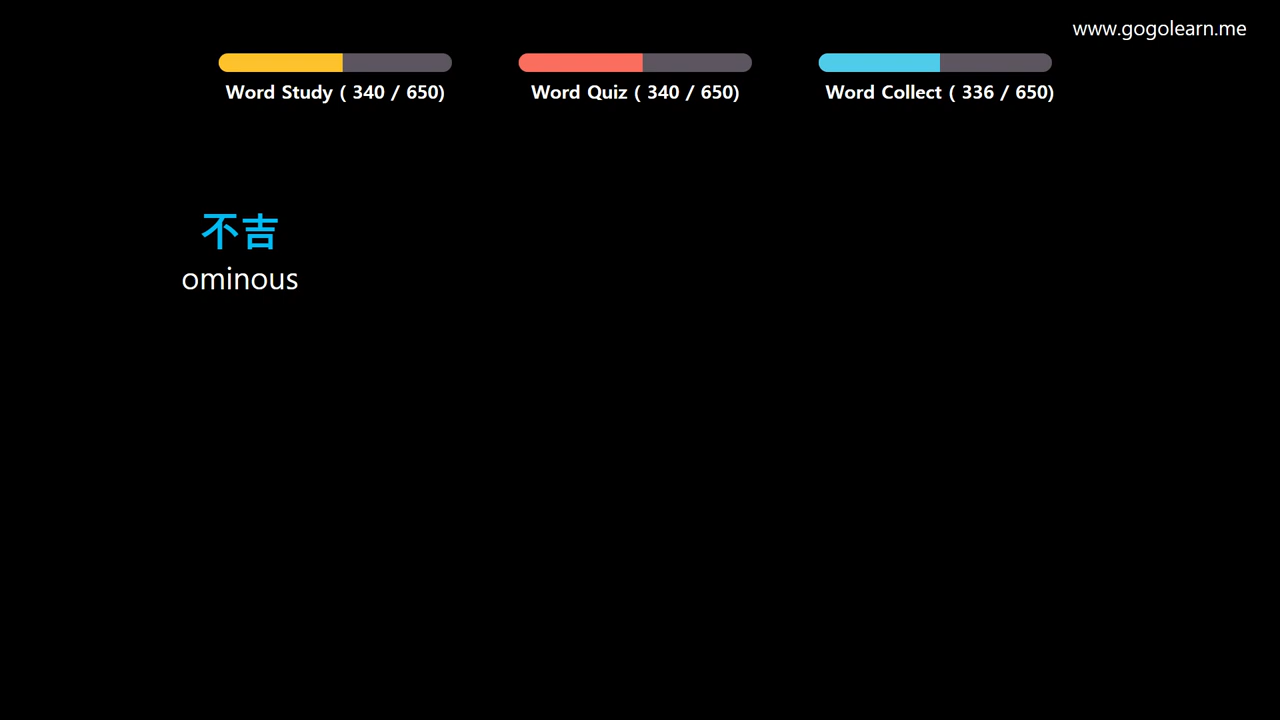 www.gogolearn.me
Word Study ( 340 / 650)
Word Quiz ( 340 / 650)
Word Collect ( 336 / 650)
不吉
ominous